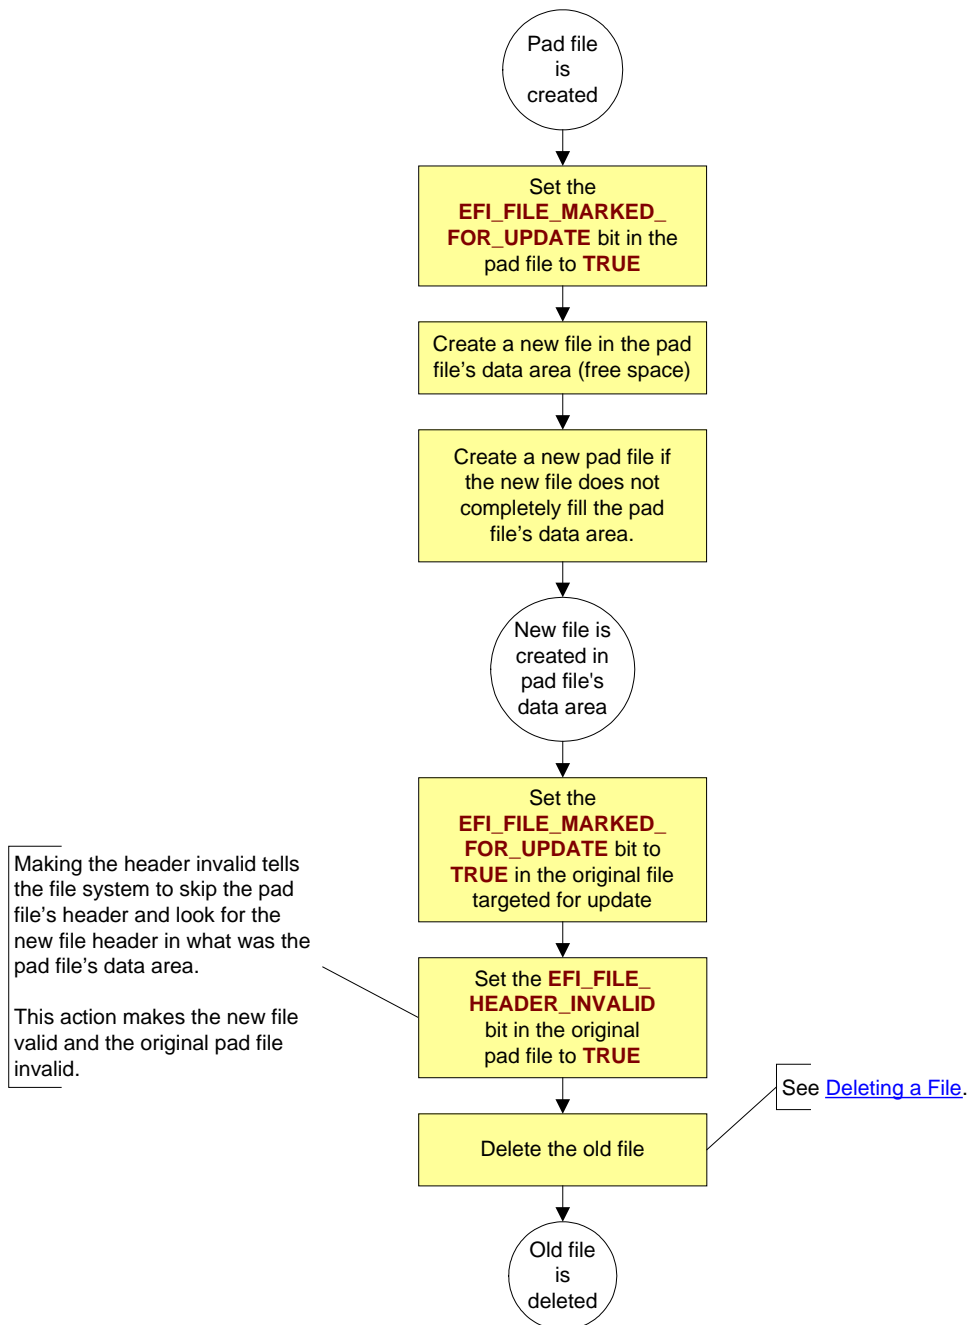 Pad file
is
created
Set the
EFI_FILE_MARKED_
FOR_UPDATE bit in the
pad file to TRUE
Create a new file in the pad
file’s data area (free space)
Create a new pad file if
the new file does not
completely fill the pad
file’s data area.
New file is
created in
pad file's
data area
Set the
EFI_FILE_MARKED_
FOR_UPDATE bit to
TRUE in the original file
targeted for update
Making the header invalid tells
the file system to skip the pad
file’s header and look for the
new file header in what was the
pad file’s data area.
This action makes the new file
valid and the original pad file
invalid.
Set the EFI_FILE_
HEADER_INVALID
bit in the original
pad file to TRUE
See Deleting a File.
Delete the old file
Old file
is
deleted